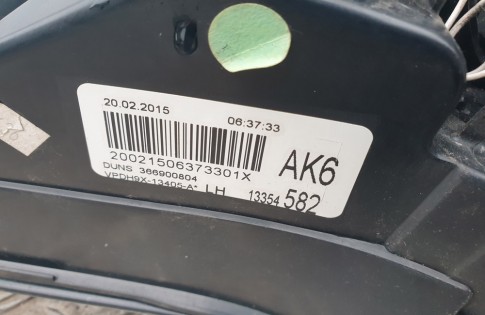 20.02.2015 06:37:33
20021506373301X
DUNS 366900804 AK6
VPDH9X-13405-A* LH 13354 582